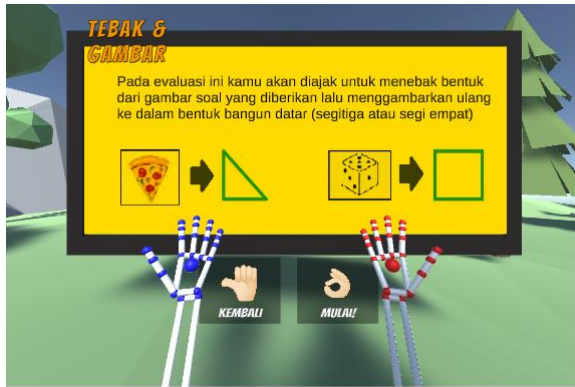 TEBAK &
GAMBAR
Pada evaluasi ini kamu akan diajak untuk menebak bentuk
dari gambar soal yang diberikan lalu menggambarkan ulang
ke dalam bentuk bangun datar (segitiga atau segi empat)
KEMBALI
MULAI!